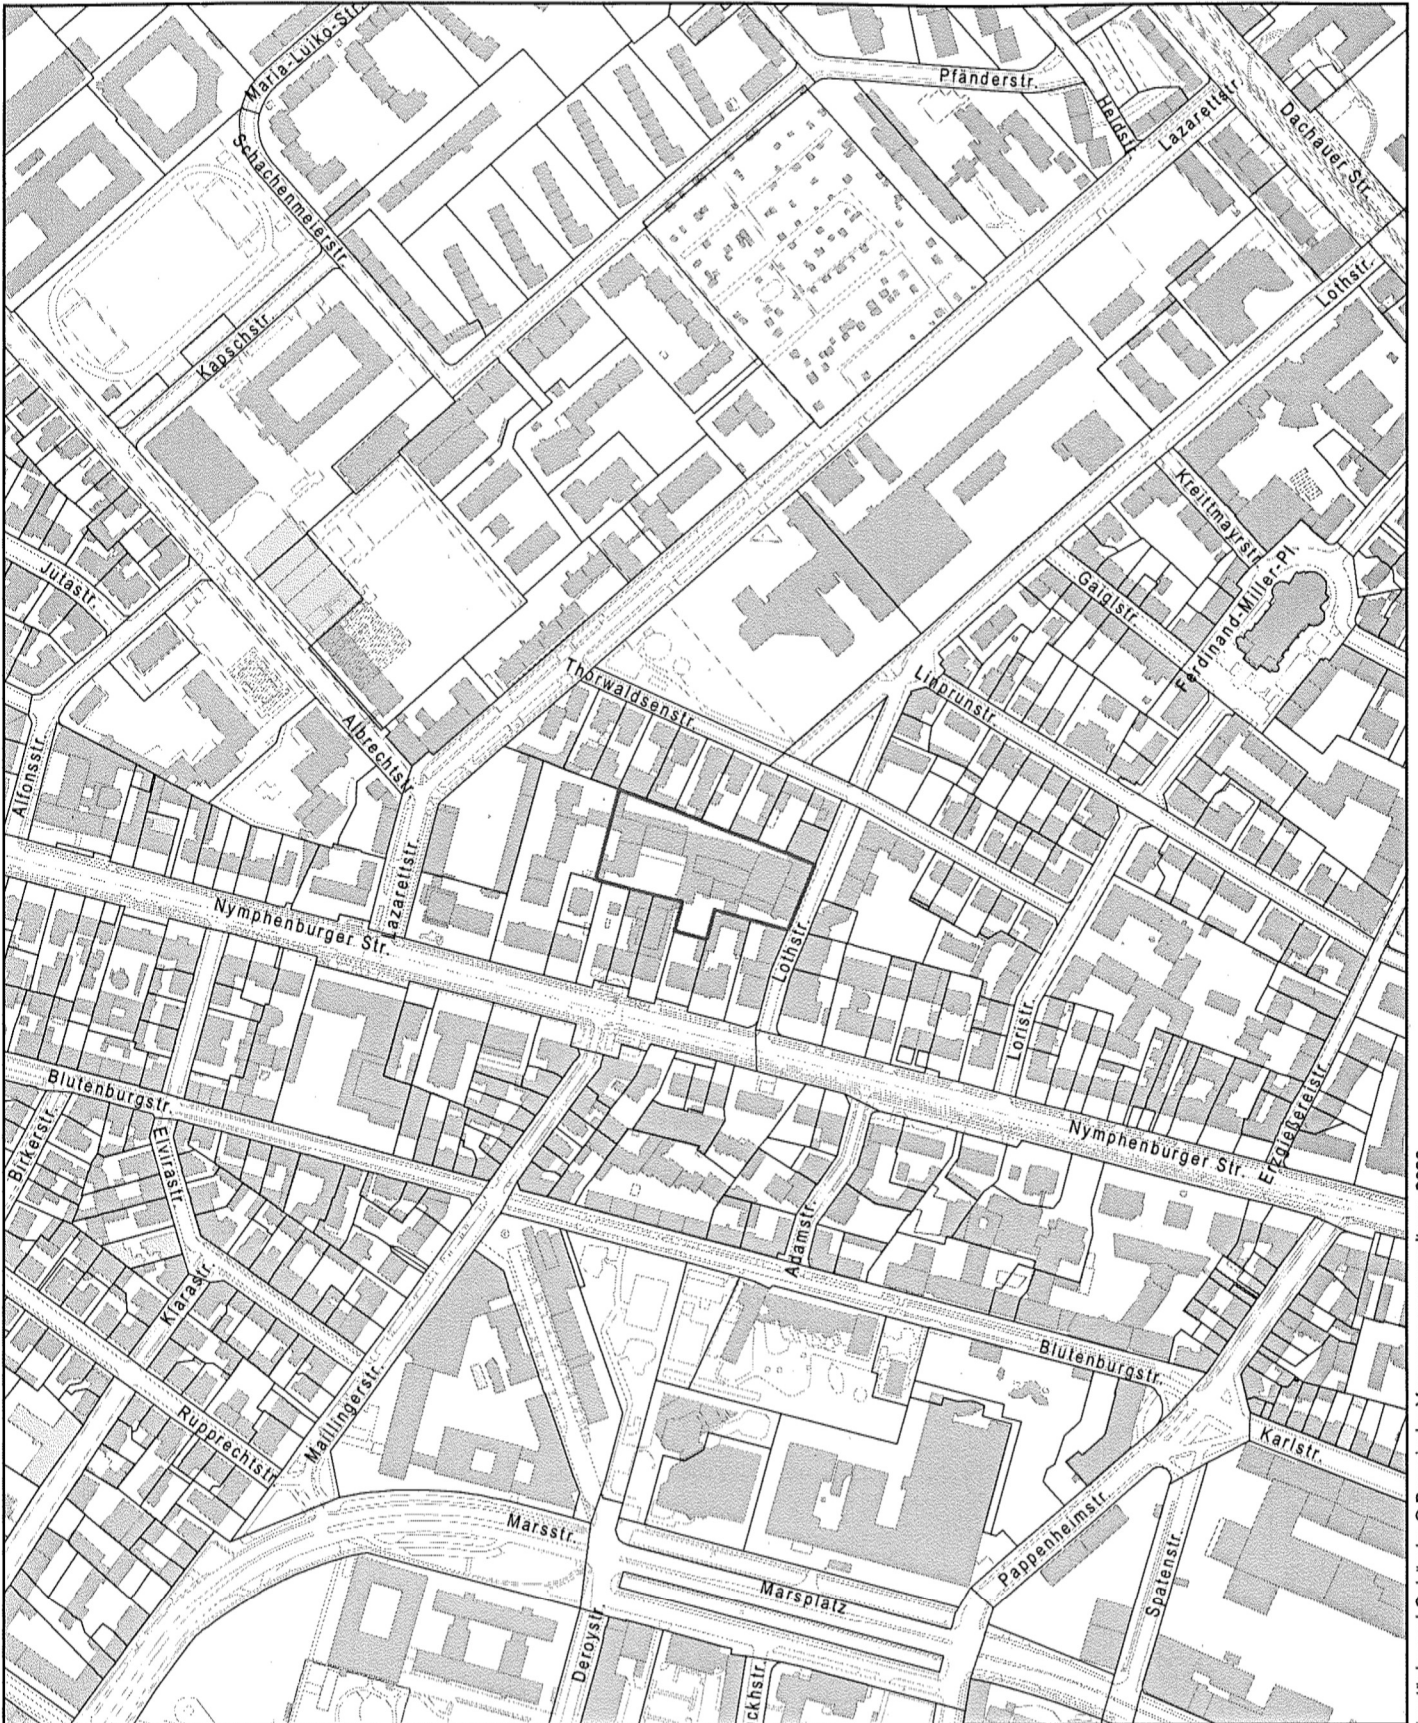 Maria-Luiko-Str.
Pfänderstr.
Heldstr.
Lazarettstr.
Dachauer Str.
Schachenmeierstr.
Kapschstr.
Lothstr.
Kreittmayrstr.
Ferdinand-Miller-Pl.
Gaiglstr.
Jutastr.
Thorwaldsenstr.
Linprunstr.
Albrechtstr.
Alfonsstr.
Lazarettstr.
Nymphenburger Str.
Lothstr.
Loristr.
Blutenburgstr.
Birkerstr.
Elvirastr.
Nymphenburger Str.
Erzgießereistr.
Adamstr.
Klarastr.
Blutenburgstr.
Maillingerstr.
Rupprechtstr.
Karlstr.
Marsstr.
Pappenheimstr.
Marsplatz
Spatenstr.
Deroystr.
ckhstr.